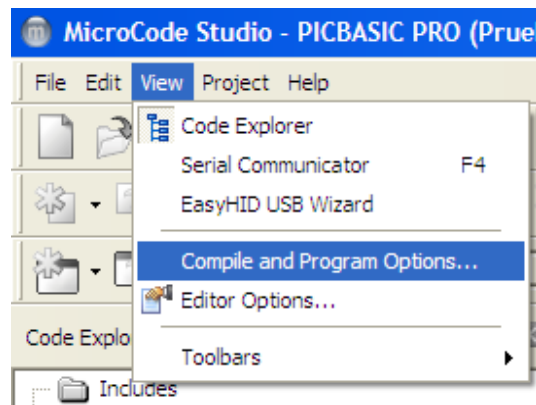 MicroCode Studio - PICBASIC PRO (Prue
File Edit View Project Help
Code Explorer
Serial Communicator F4
EasyHID USB Wizard
Compile and Program Options...
Editor Options...
Toolbars
Code Explo
Includes